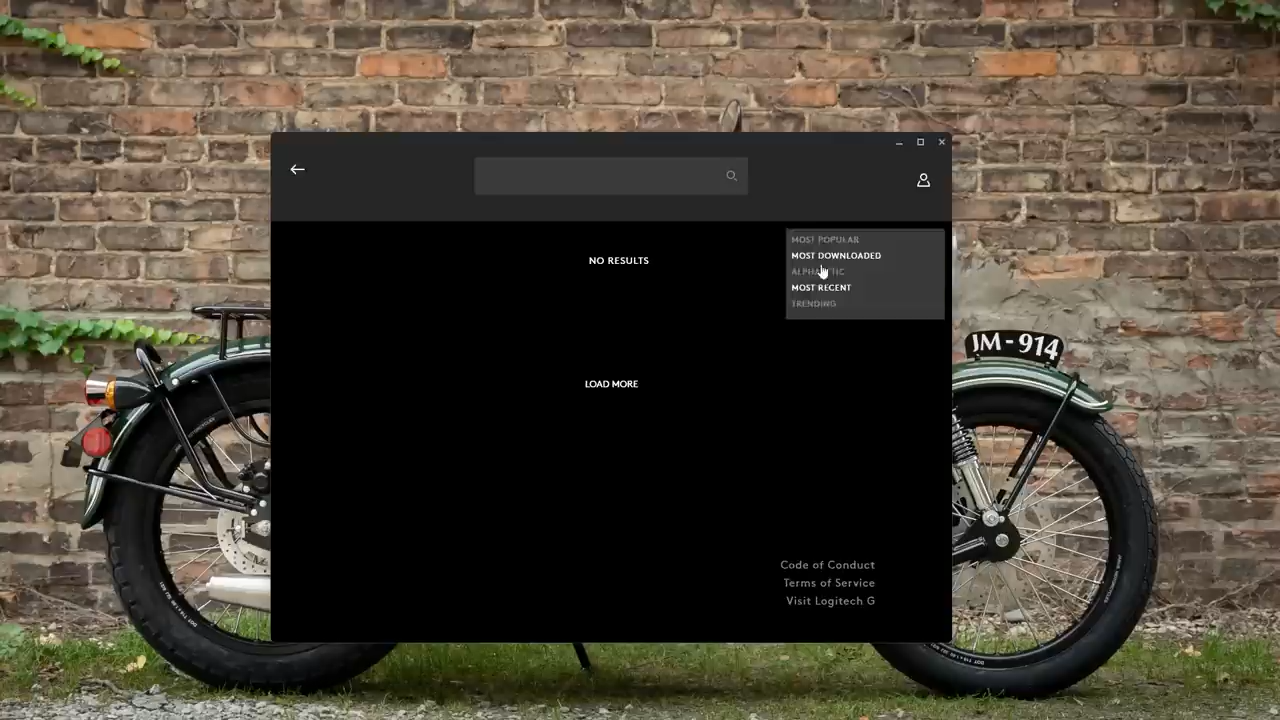 NO RESULTS
MOST POPULAR
MOST DOWNLOADED
MOST RECENT
TRENDING
JM-914
LOAD MORE
Code of Conduct
Terms of Service
Visit Logitech G